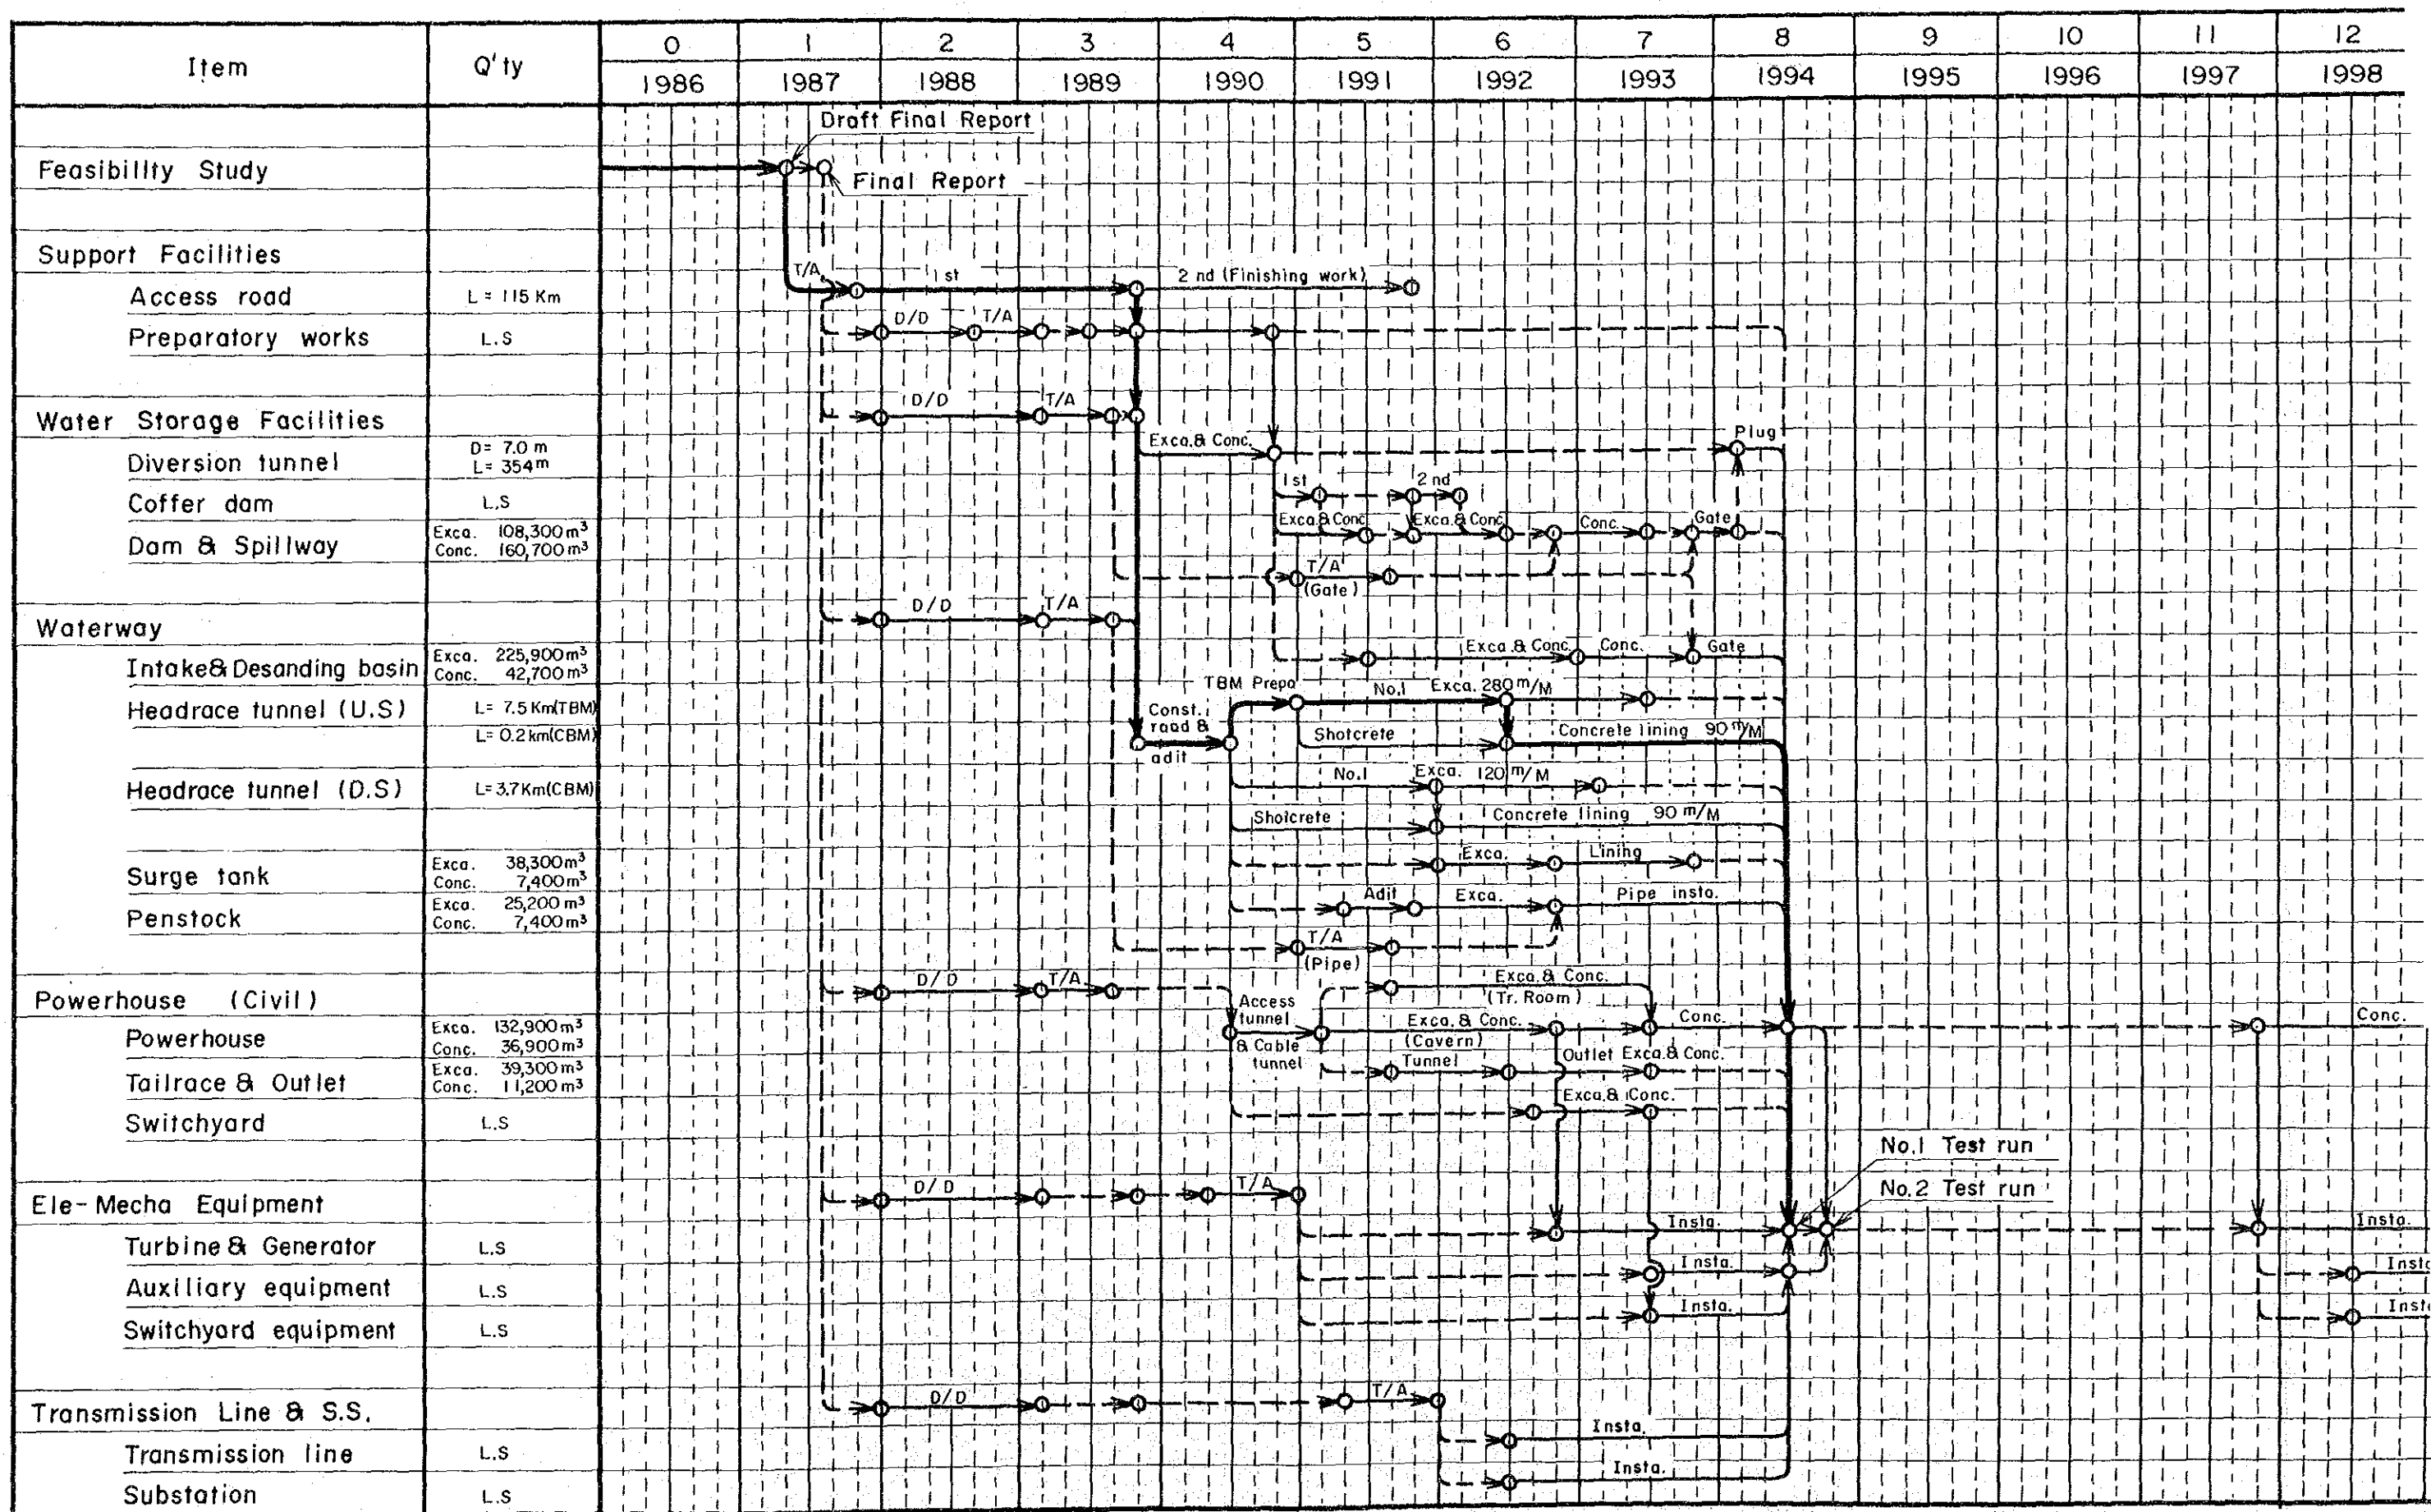 Item Q'ty 0 1 2 3 4 5 6 7 8 9 10 11 12
1986 1987 1988 1989 1990 1991 1992 1993 1994 1995 1996 1997 1998
Draft Final Report
Feasibility Study
Final Report
Support Facilities
T/A 1st 2nd (Finishing work)
Access road L = 115 Km
D/D T/A
Preparatory works L.S
D/D T/A
Water Storage Facilities
Exca.& Conc. Plug
Diversion tunnel D= 7.0 m
L= 354m
1st 2nd
Coffer dam L.S
Exca.& Conc Exca.& Conc Conc. Gate
Dam & Spillway Exca. 108,300m³
Conc. 160,700m³
T/A
(Gate)
D/D T/A
Waterway
Exca.& Conc. Conc. Gate
Intake& Desanding basin Exca. 225,900m³
Conc. 42,700m³
TBM Prepa No.1 Exca. 280 m/M
Headrace tunnel (U.S) L= 7.5 Km(TBM)
L= 0.2 km(CBM)
Const. road & adit
Shotcrete Concrete lining 90 m/M
No.1 Exca. 120 m/M
Headrace tunnel (D.S) L= 3.7Km(CBM)
Shotcrete Concrete lining 90 m/M
Exca. Lining
Surge tank Exca. 38,300m³
Conc. 7,400m³
Adit Exca. Pipe insta.
Penstock Exca. 25,200m³
Conc. 7,400m³
T/A
(Pipe)
D/D T/A
Powerhouse (Civil)
Exca.& Conc.
(Tr. Room)
Access tunnel & Cable tunnel
Exca. & Conc. Conc. Conc.
(Cavern)
Powerhouse Exca. 132,900m³
Conc. 36,900m³
Tunnel Outlet Exca.& Conc.
Tailrace & Outlet Exca. 39,300m³
Conc. 11,200m³
Exca.& Conc.
Switchyard L.S
No.1 Test run
No.2 Test run
D/D T/A
Ele-Mecha Equipment
Insta. Insta.
Turbine & Generator L.S
Insta. Insta
Auxiliary equipment L.S
Insta. Insta
Switchyard equipment L.S
D/D T/A
Transmission Line & S.S.
Insta.
Transmission line L.S
Insta.
Substation L.S